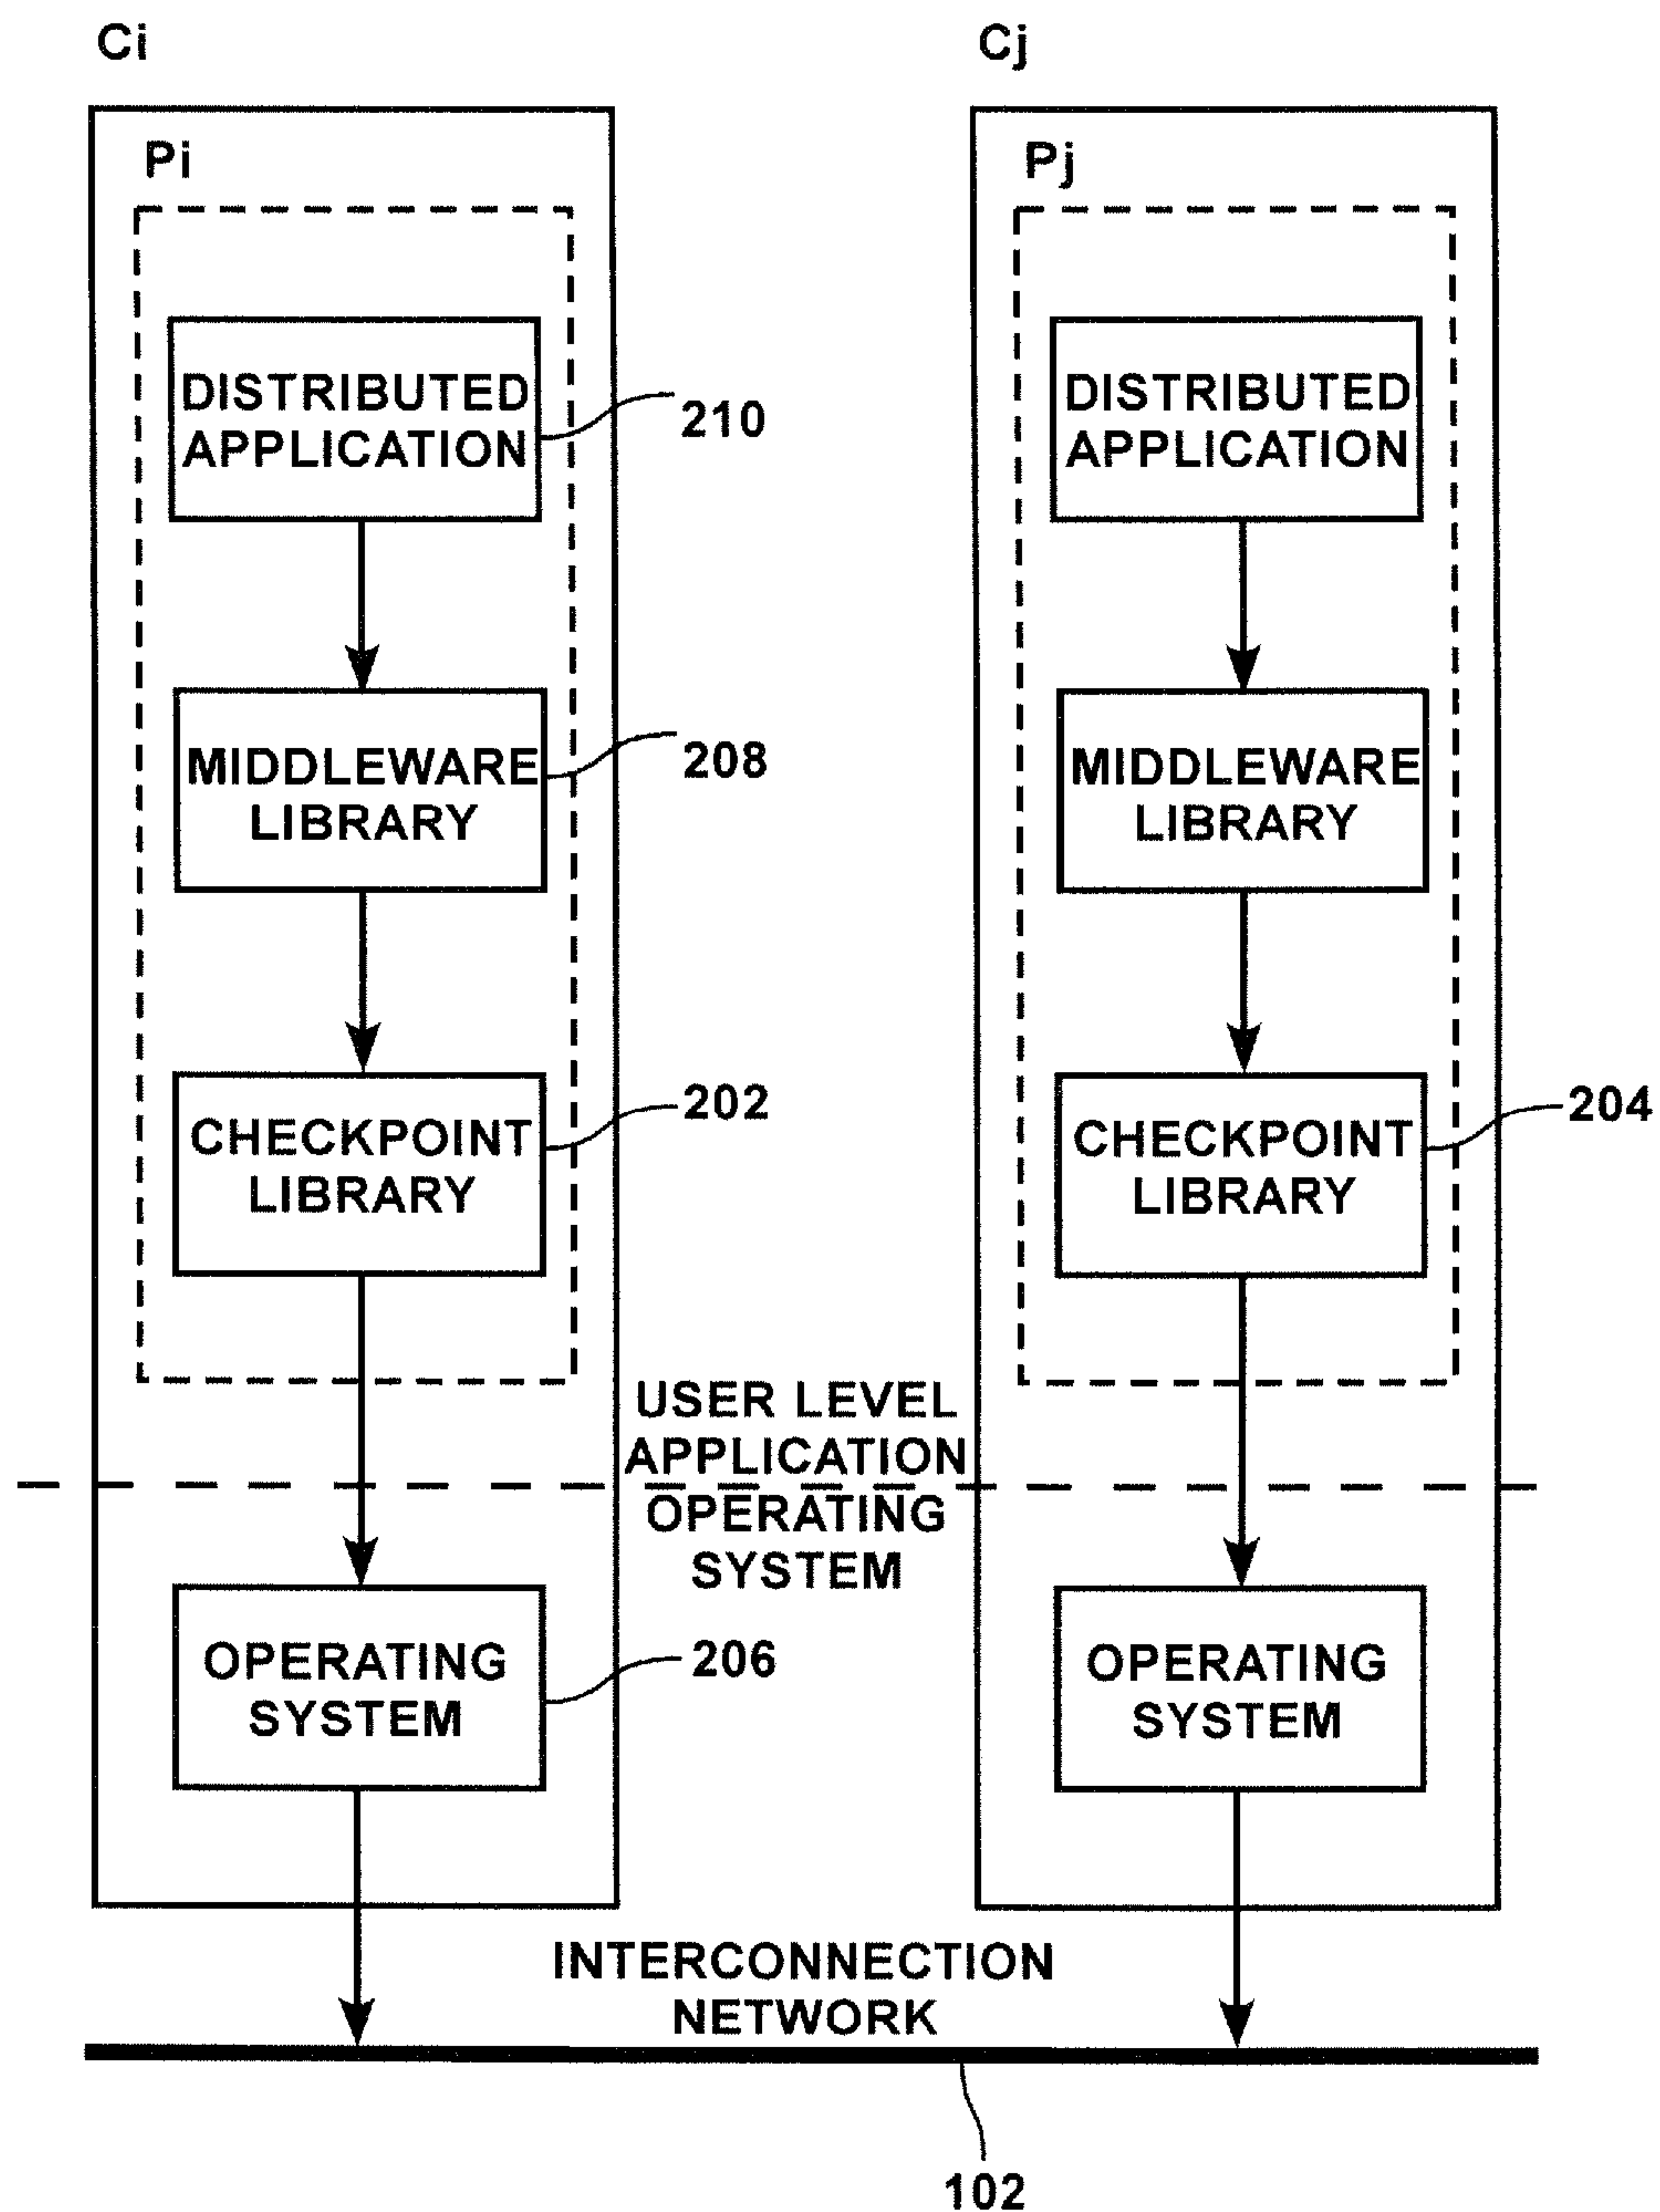 Ci
Cj
Pi
Pj
DISTRIBUTED
APPLICATION
210
DISTRIBUTED
APPLICATION
MIDDLEWARE
LIBRARY
208
MIDDLEWARE
LIBRARY
CHECKPOINT
LIBRARY
202
CHECKPOINT
LIBRARY
204
USER LEVEL
APPLICATION
OPERATING
SYSTEM
OPERATING
SYSTEM
206
OPERATING
SYSTEM
INTERCONNECTION
NETWORK
102